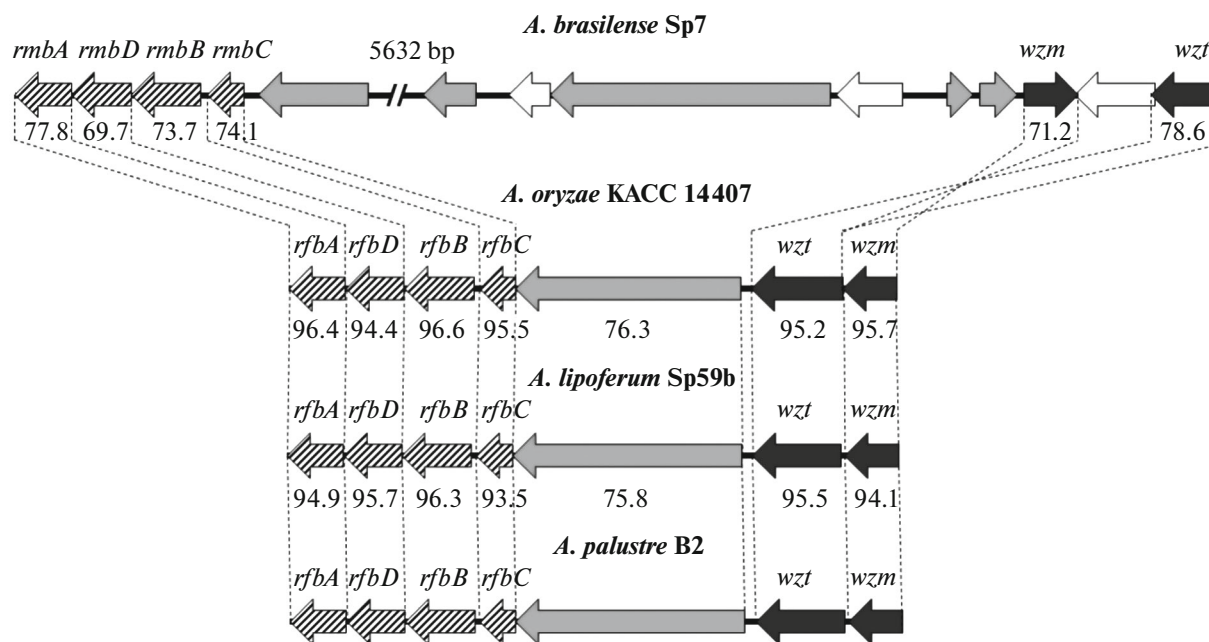 A. brasilense Sp7
rmbA rmbD rmbB rmbC 5632 bp wzm wzt
77.8 69.7 73.7 74.1 71.2 78.6
A. oryzae KACC 14407
rfbA rfbD rfbB rfbC wzt wzm
96.4 94.4 96.6 95.5 76.3 95.2 95.7
A. lipoferum Sp59b
rfbA rfbD rfbB rfbC wzt wzm
94.9 95.7 96.3 93.5 75.8 95.5 94.1
A. palustre B2
rfbA rfbD rfbB rfbC wzt wzm